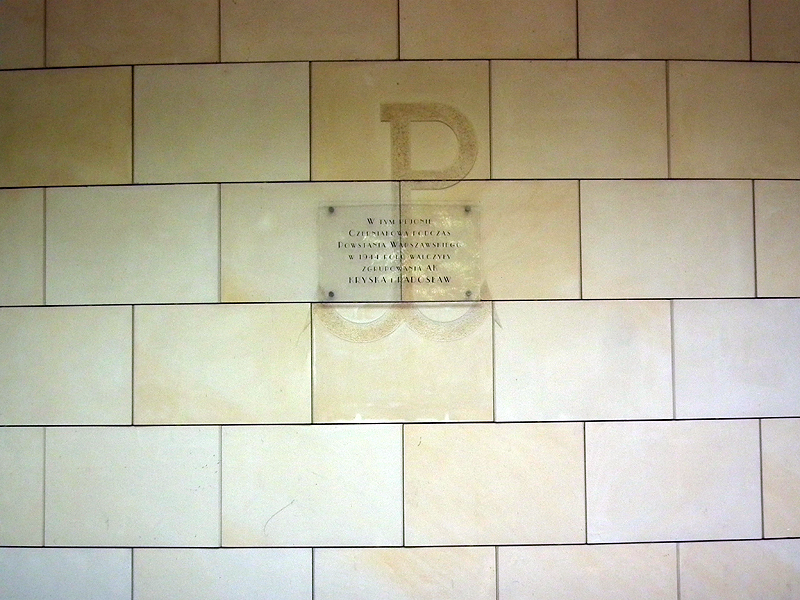 W tym rejonie
Czerniakowa podczas
Powstania Warszawskiego
w 1944 roku walczyły
zgrupowania AK
KRYSKA i RADOSŁAW